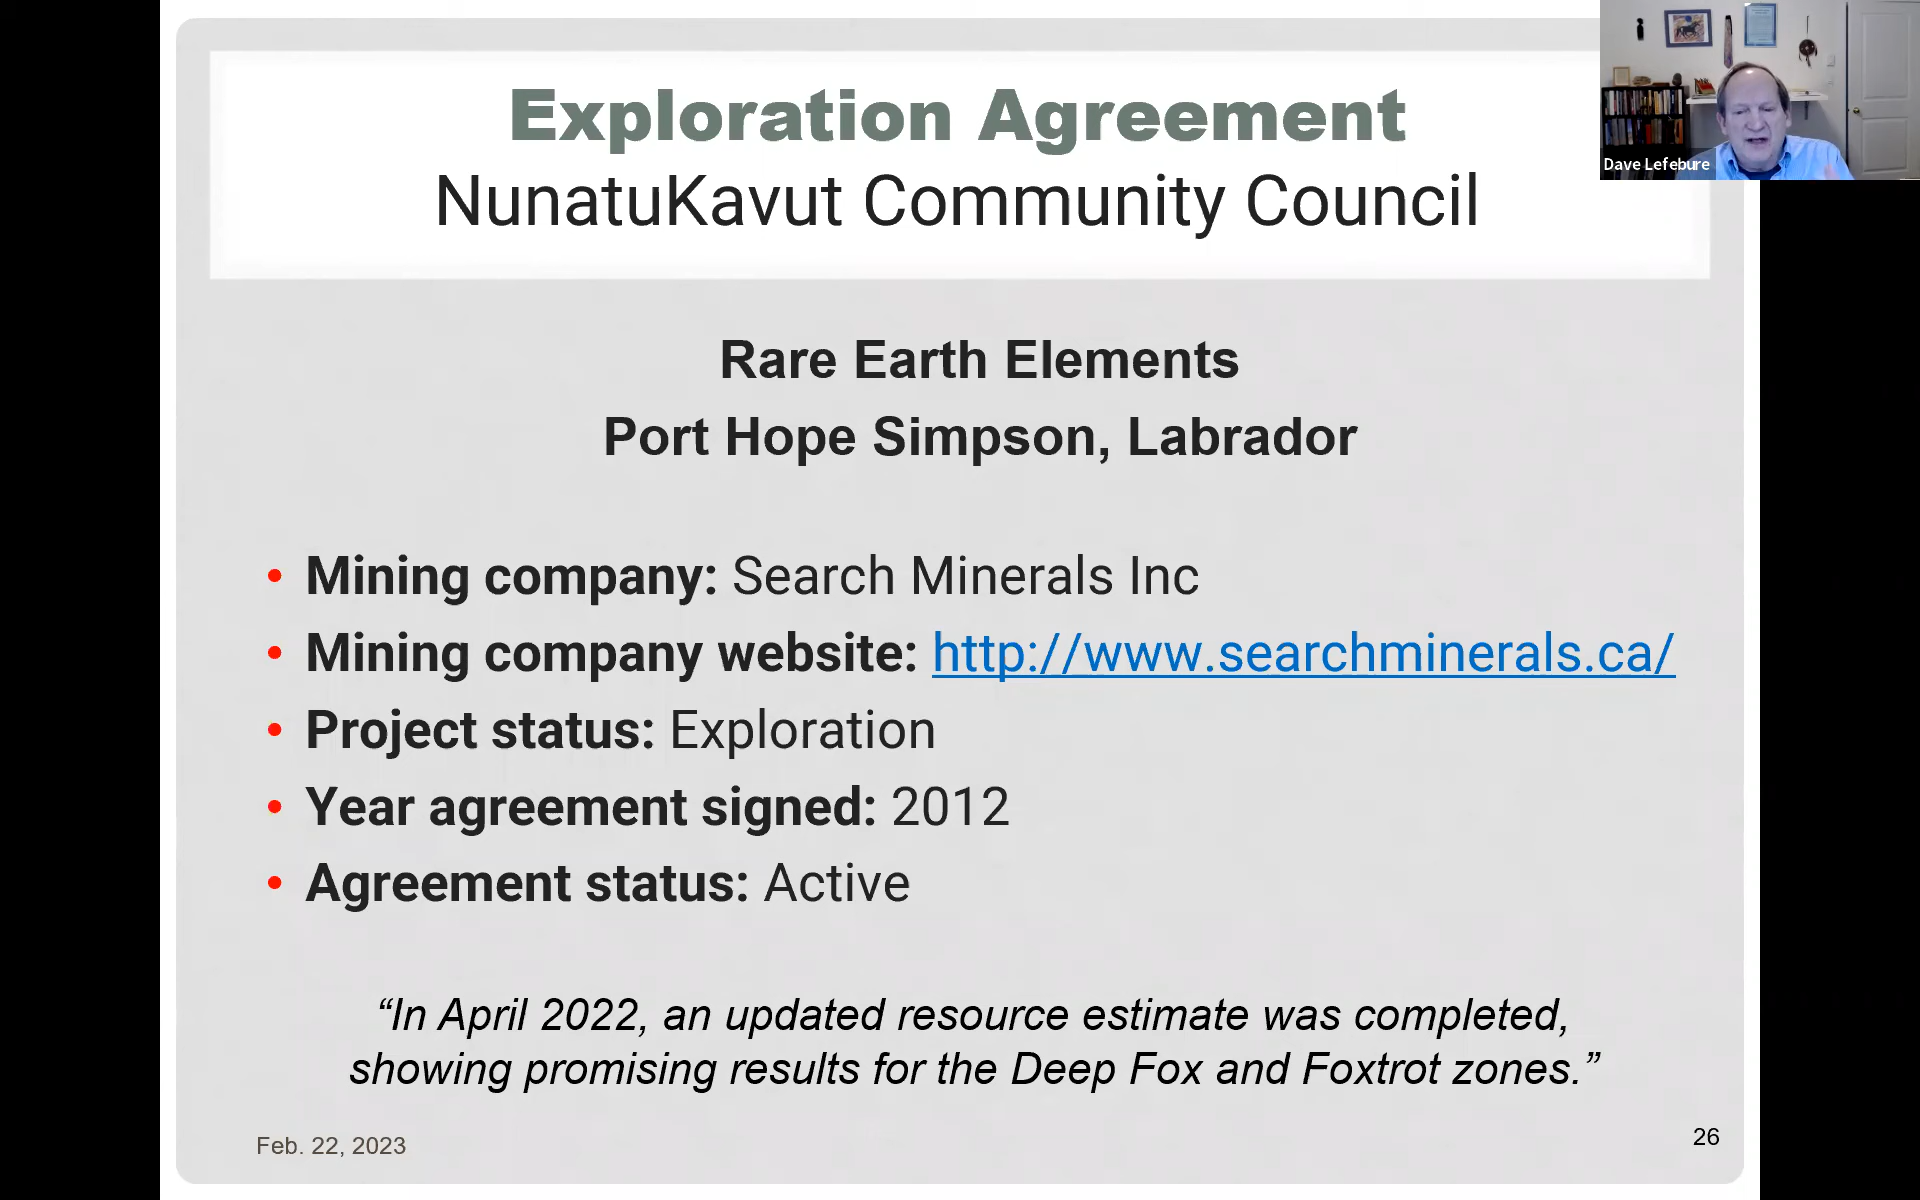 Exploration Agreement
NunatuKavut Community Council
Dave Lefebure
Rare Earth Elements
Port Hope Simpson, Labrador
• Mining company: Search Minerals Inc
• Mining company website: http://www.searchminerals.ca/
• Project status: Exploration
• Year agreement signed: 2012
• Agreement status: Active
“In April 2022, an updated resource estimate was completed,
showing promising results for the Deep Fox and Foxtrot zones.”
Feb. 22, 2023
26